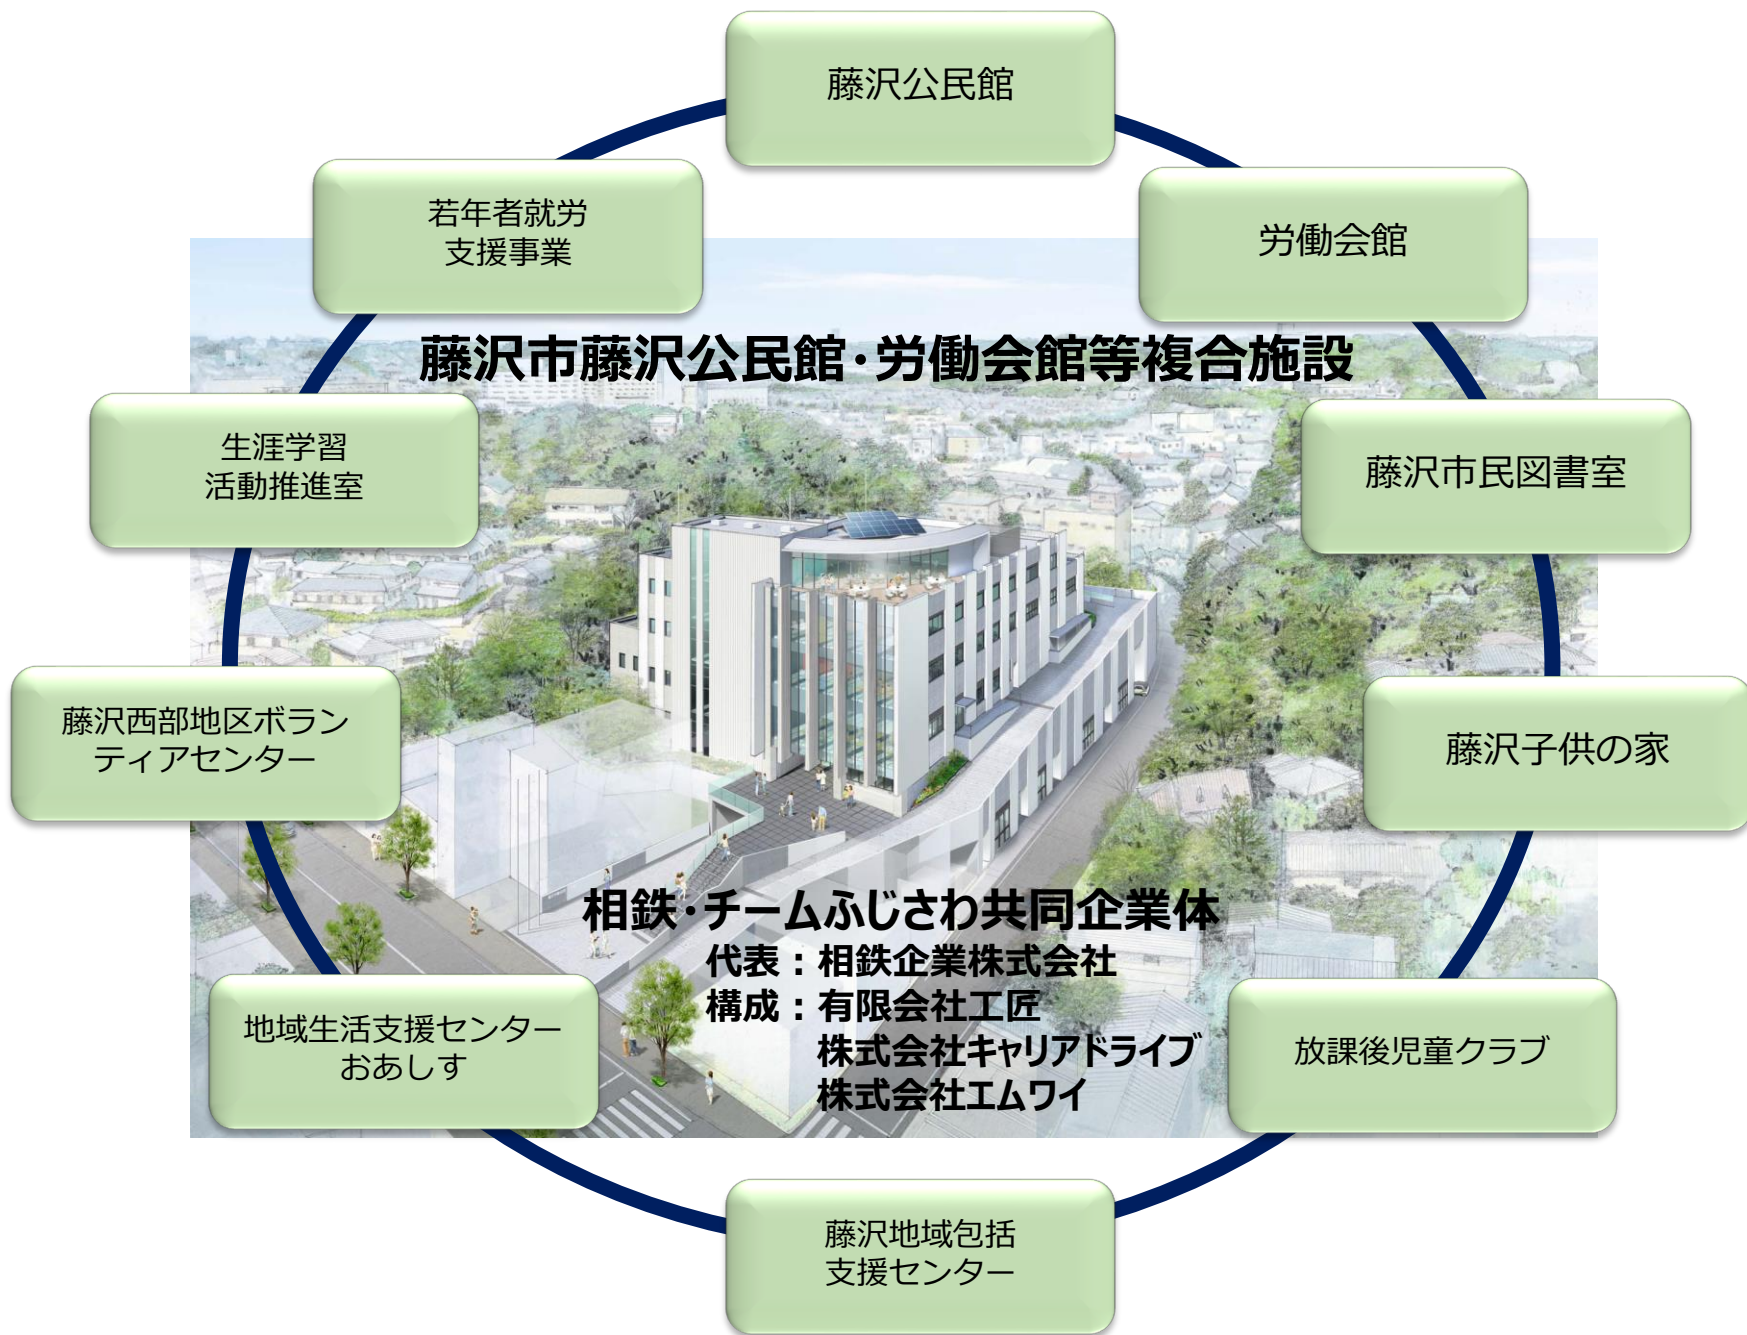 藤沢公民館
若年者就労
支援事業
労働会館
藤沢市藤沢公民館・労働会館等複合施設
生涯学習
活動推進室
藤沢市民図書室
藤沢西部地区ボラン
ティアセンター
藤沢子供の家
相鉄・チームふじさわ共同企業体
代表：相鉄企業株式会社
構成：有限会社工匠
株式会社キャリアドライブ
株式会社エムワイ
地域生活支援センター
おあしす
放課後児童クラブ
藤沢地域包括
支援センター